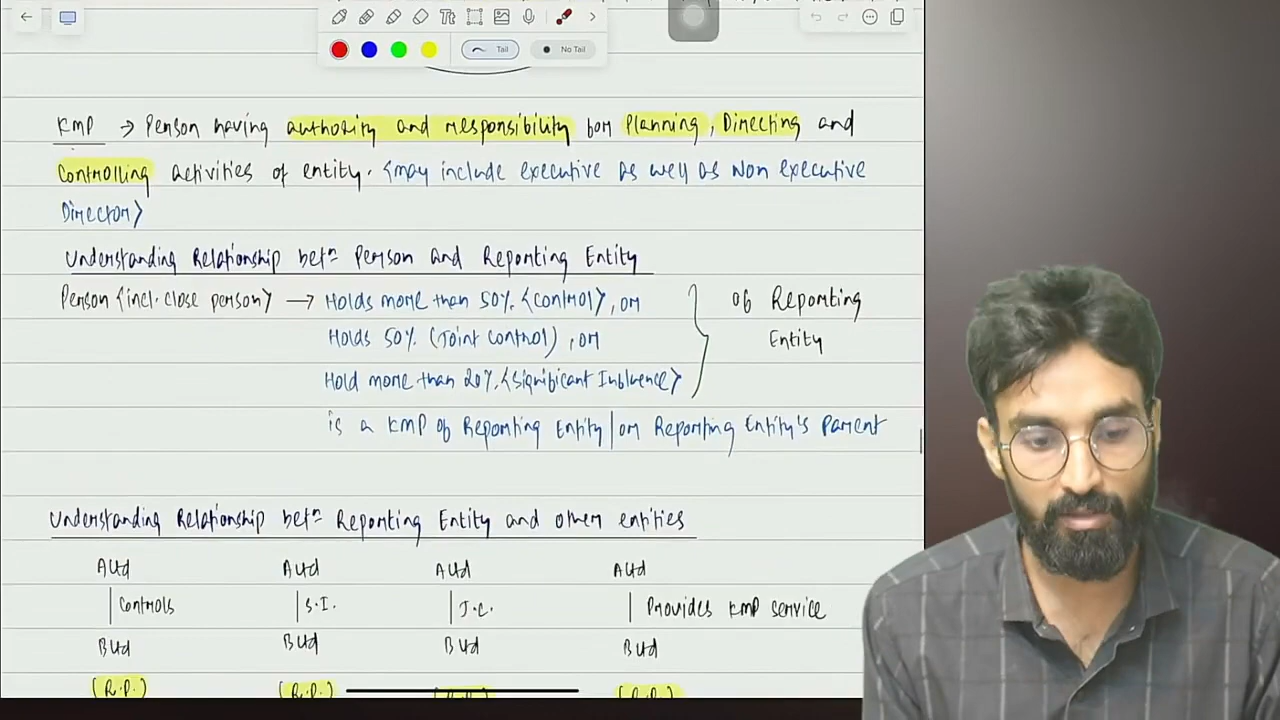 Tt
Tail
No Tail
KMP → Person having authority and responsibility for Planning, Directing and
Controlling activities of entity. {may include executive as well as Non executive
Director}
Understanding Relationship betn Person and Reporting Entity
Person {incl. close person} → Holds more than 50%. {control}, or
Holds 50% (Joint Control), or
Hold more than 20%. {Significant Influence}
of Reporting
Entity
is a KMP of Reporting Entity | or Reporting Entity's Parent
Understanding Relationship betn Reporting Entity and other entities
A Ltd A Ltd A Ltd A Ltd
Controls S.I. J.C. Provides KMP service
B Ltd B Ltd B Ltd B Ltd
(R.P.) (R.P.) (R.P.)